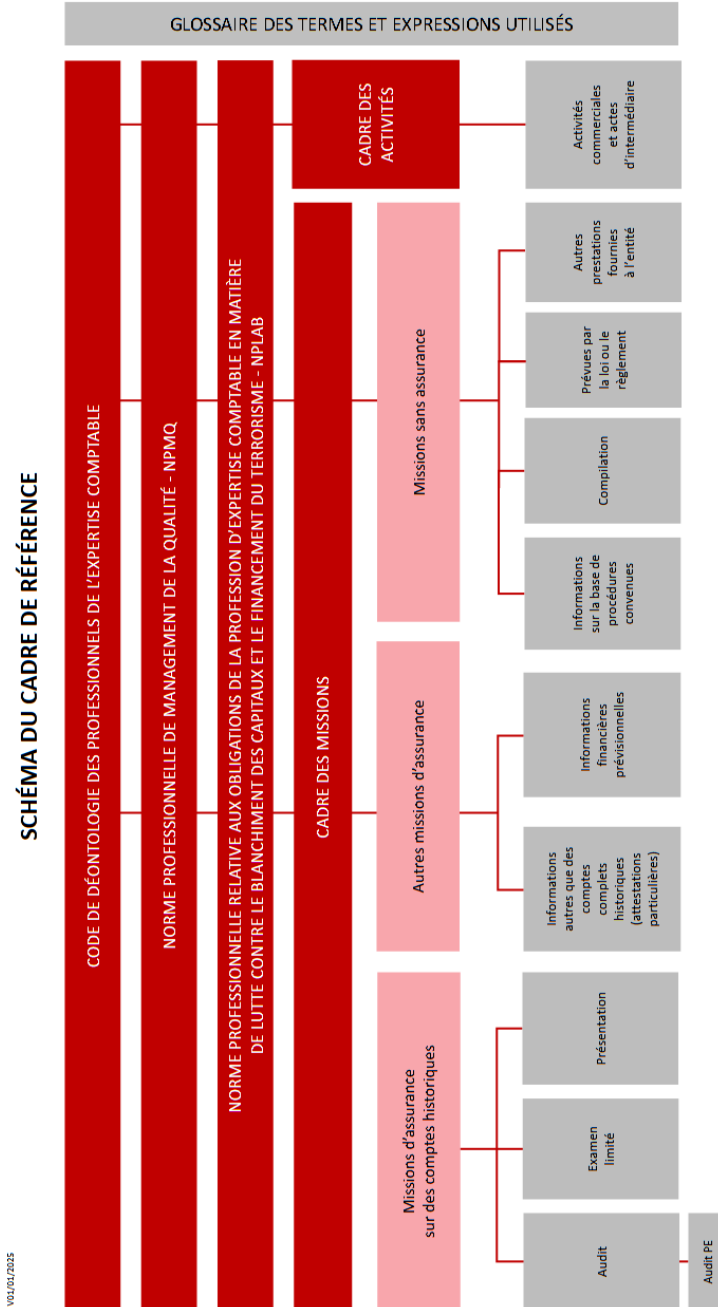 V01/01/2025
SCHÉMA DU CADRE DE RÉFÉRENCE
CODE DE DÉONTOLOGIE DES PROFESSIONNELS DE L'EXPERTISE COMPTABLE
NORME PROFESSIONNELLE DE MANAGEMENT DE LA QUALITÉ - NPMQ
NORME PROFESSIONNELLE RELATIVE AUX OBLIGATIONS DE LA PROFESSION D'EXPERTISE COMPTABLE EN MATIÈRE
DE LUTTE CONTRE LE BLANCHIMENT DES CAPITAUX ET LE FINANCEMENT DU TERRORISME - NPLAB
CADRE DES MISSIONS
CADRE DES
ACTIVITÉS
Missions d'assurance
sur des comptes historiques
Autres missions d'assurance
Missions sans assurance
Audit
Audit PE
Examen
limité
Présentation
Informations
autres que des
comptes
complets
historiques
(attestations
particulières)
Informations
financières
prévisionnelles
Informations
sur la base de
procédures
convenues
Compilation
Prévues par
la loi ou le
règlement
Autres
prestations
fournies
à l'entité
Activités
commerciales
et actes
d'intermédiaire
GLOSSAIRE DES TERMES ET EXPRESSIONS UTILISÉS